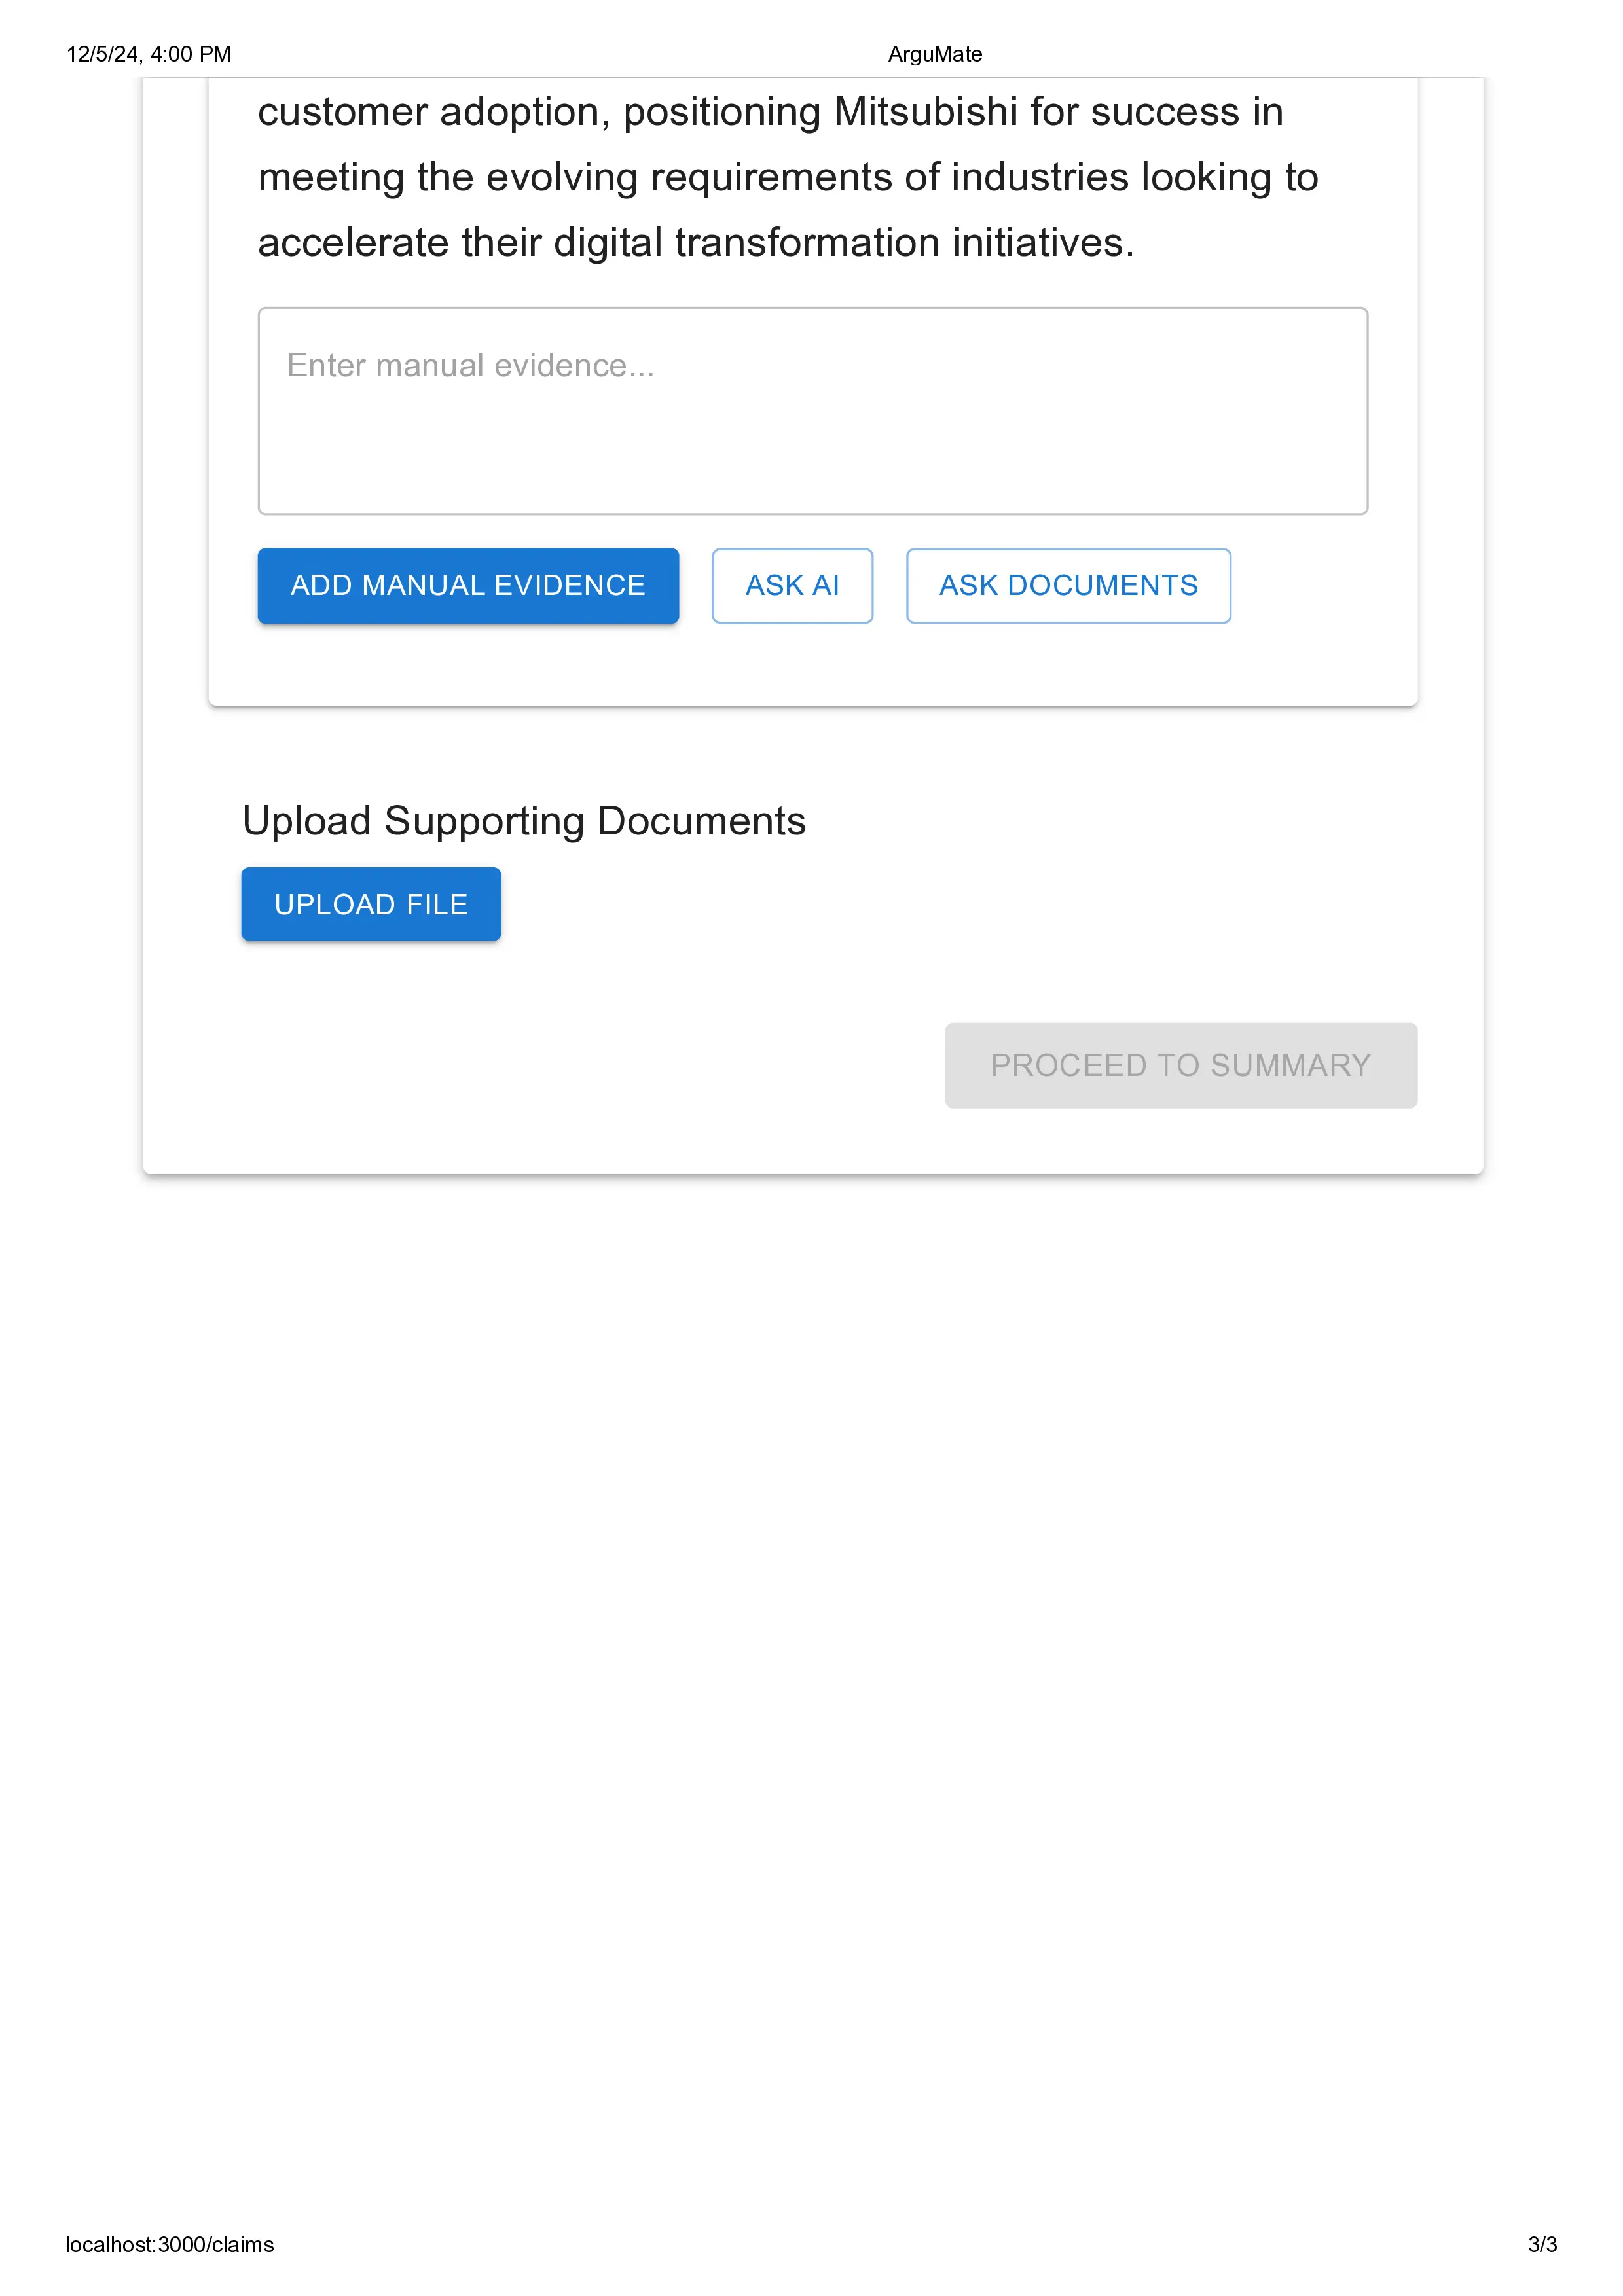 12/5/24, 4:00 PM
ArguMate
customer adoption, positioning Mitsubishi for success in
meeting the evolving requirements of industries looking to
accelerate their digital transformation initiatives.
Enter manual evidence...
ADD MANUAL EVIDENCE
ASK AI
ASK DOCUMENTS
Upload Supporting Documents
UPLOAD FILE
PROCEED TO SUMMARY
localhost:3000/claims
3/3